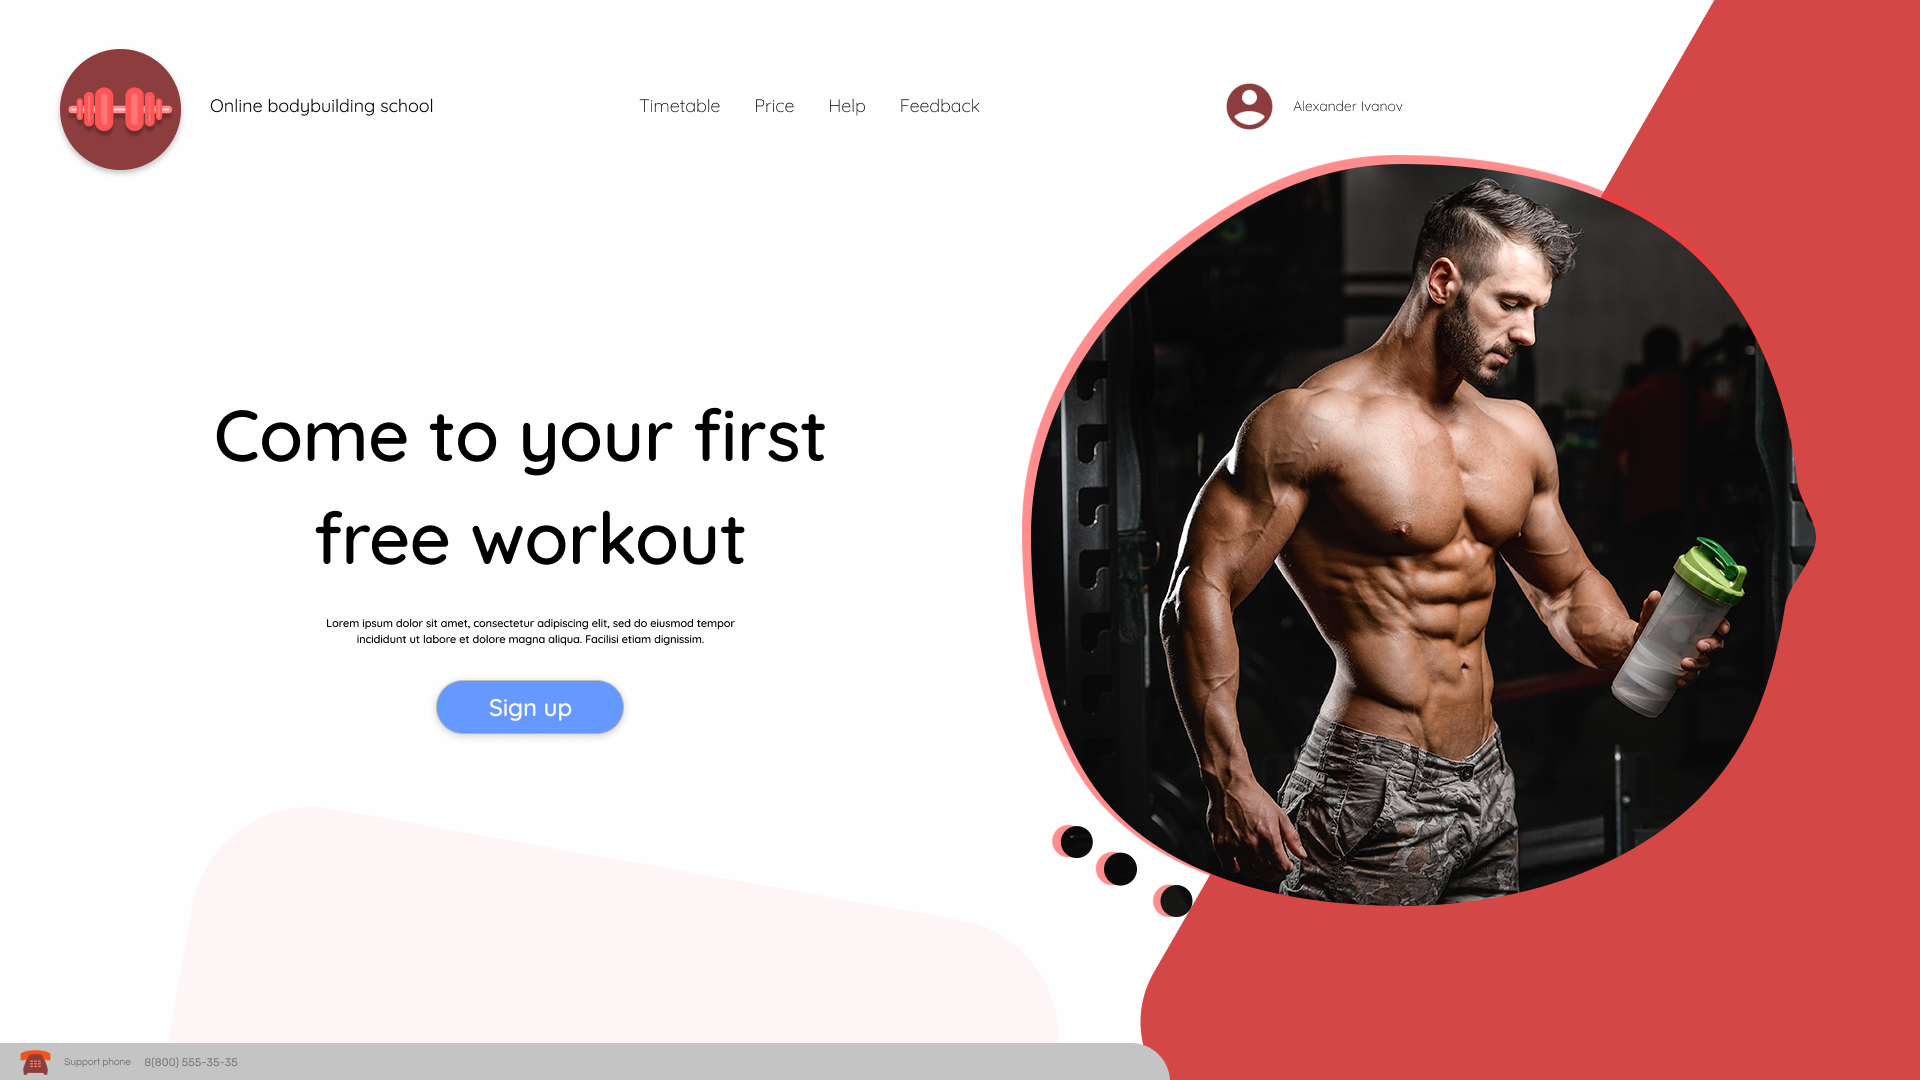 Online bodybuilding school
Timetable Price Help Feedback
Alexander Ivanov
Come to your first
free workout
Lorem ipsum dolor sit amet, consectetur adipiscing elit, sed do eiusmod tempor
incididunt ut labore et dolore magna aliqua. Facilisi etiam dignissim.
Sign up
Support phone 8(800) 555-35-35